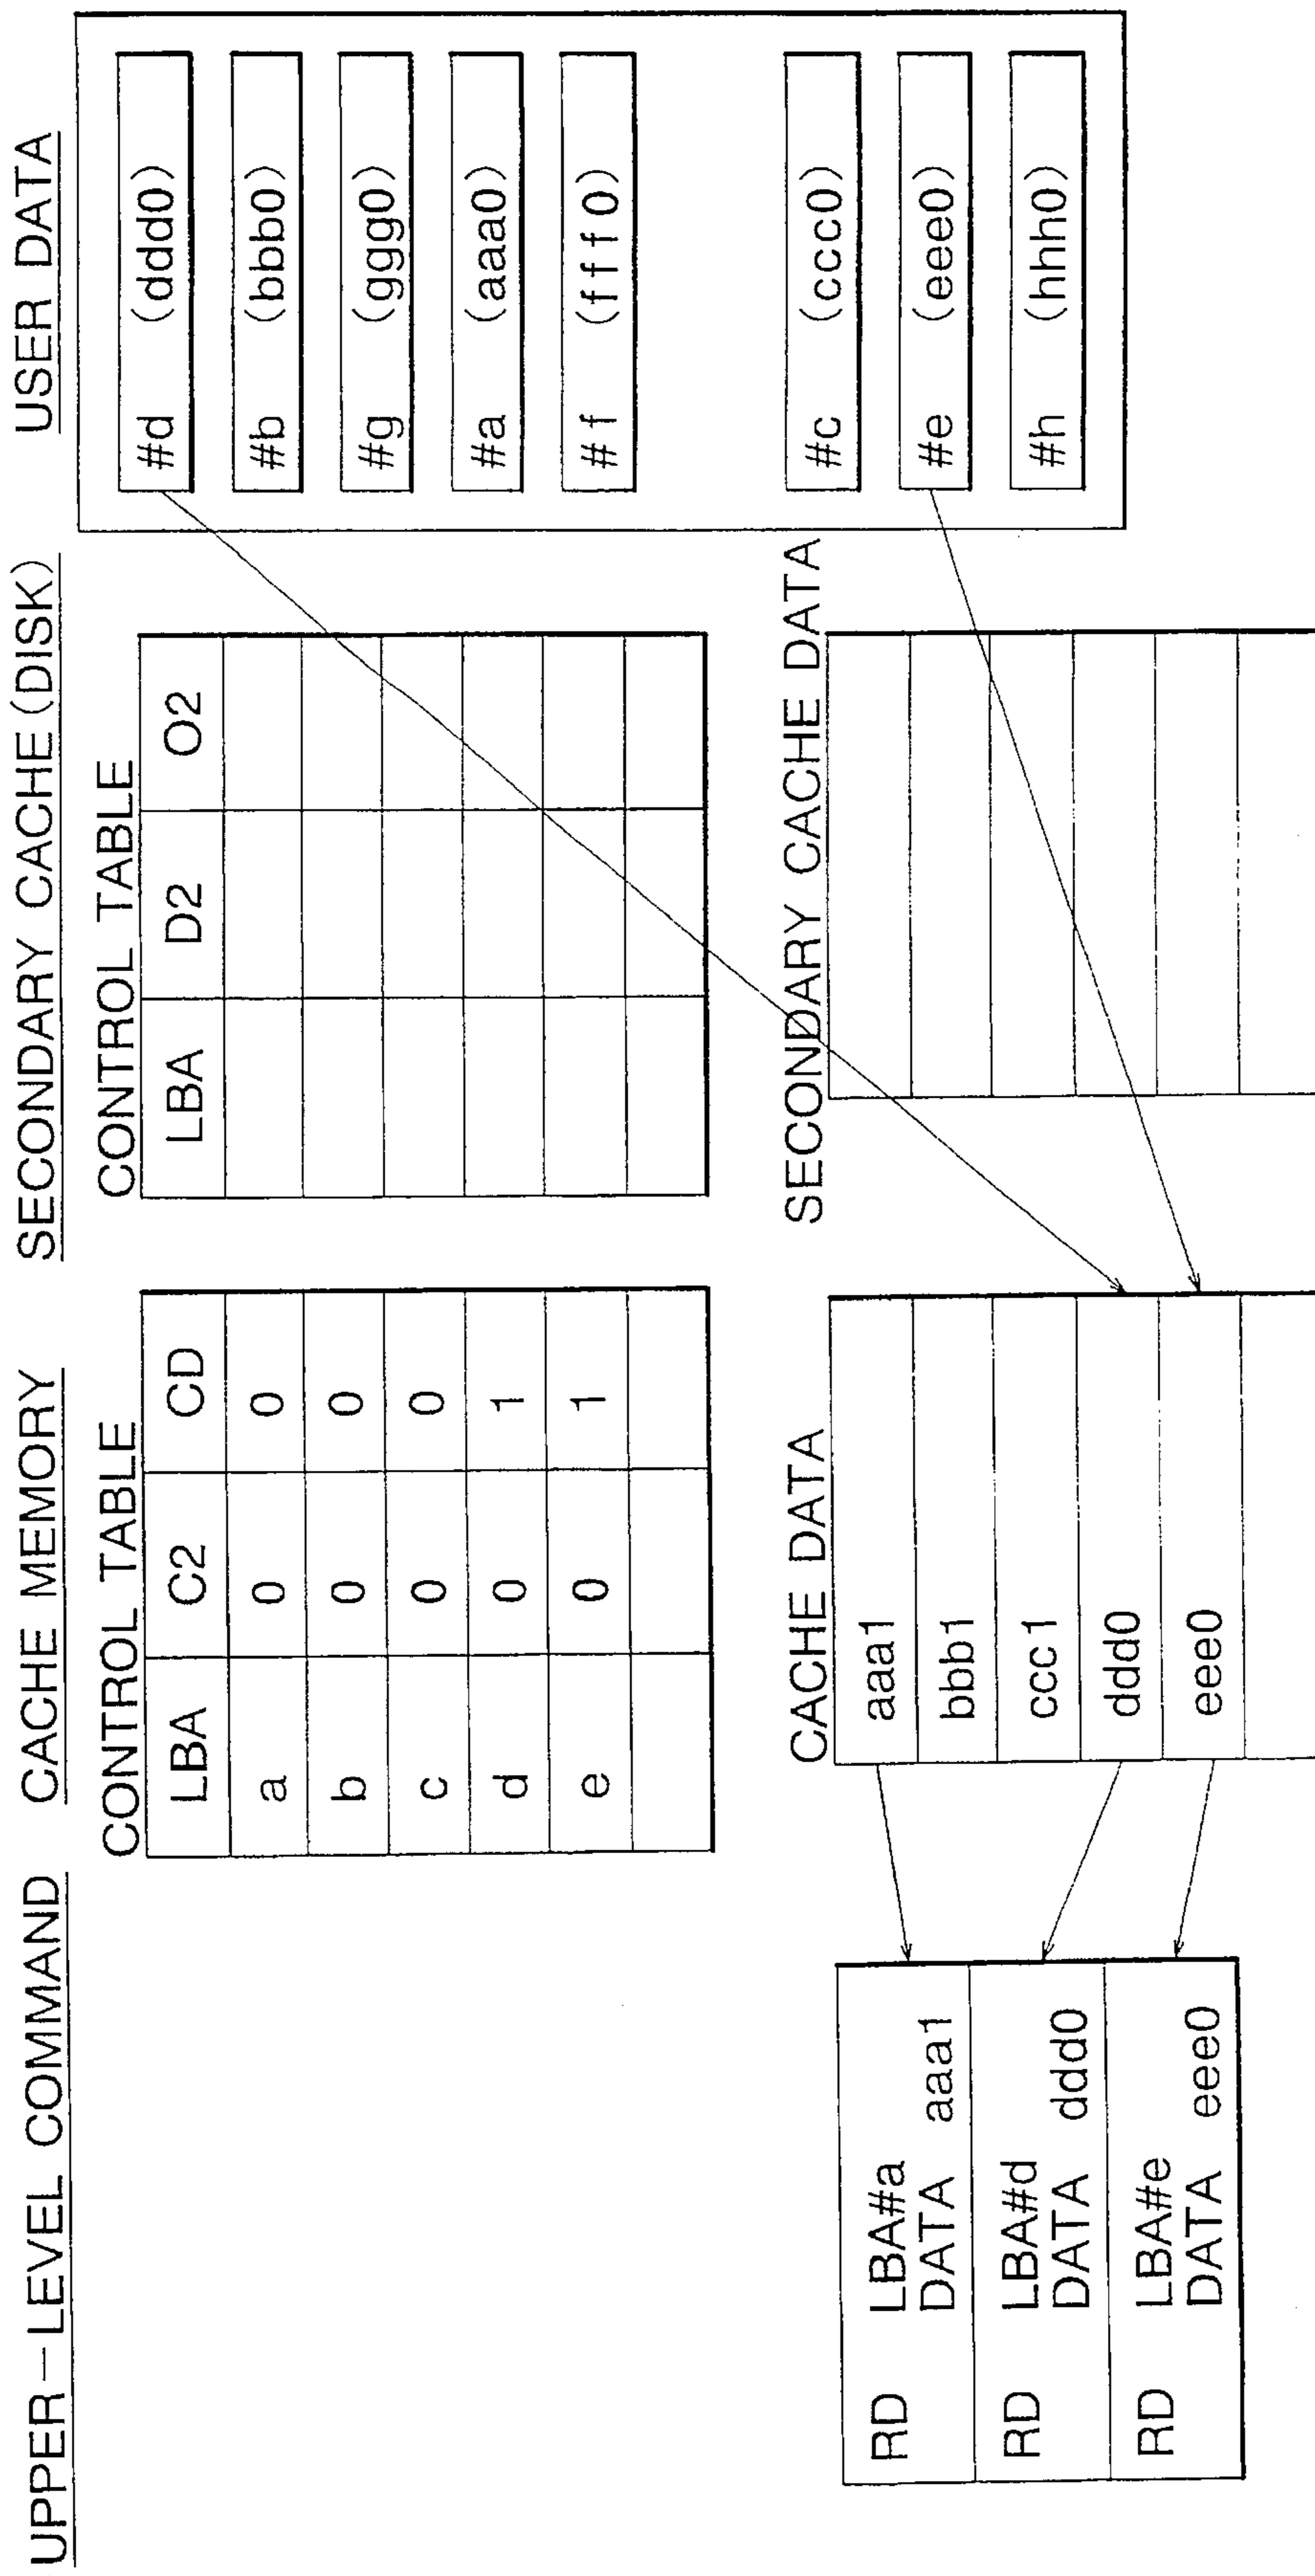 UPPER-LEVEL COMMAND
CACHE MEMORY
SECONDARY CACHE (DISK)
USER DATA
CONTROL TABLE
LBA C2 CD
a 0 0
b 0 0
c 0 0
d 0 1
e 0 1
CONTROL TABLE
LBA D2 O2
#d (ddd0)
#b (bbb0)
#g (ggg0)
#a (aaa0)
#f (fff0)
#c (ccc0)
#e (eee0)
#h (hhh0)
RD LBA#a
DATA aaa1
RD LBA#d
DATA ddd0
RD LBA#e
DATA eee0
CACHE DATA
aaa1
bbb1
ccc1
ddd0
eee0
SECONDARY CACHE DATA